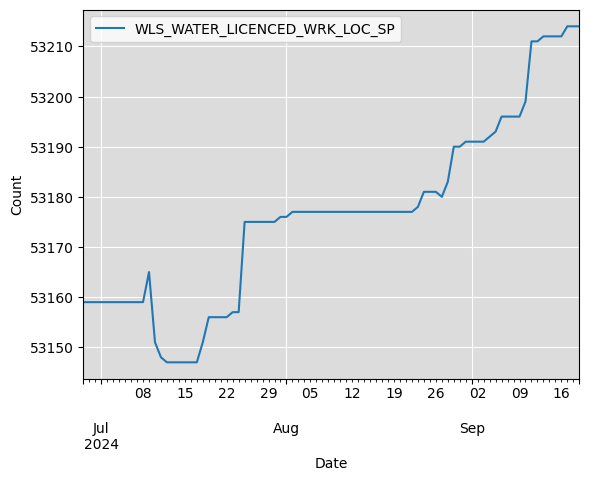 WLS_WATER_LICENCED_WRK_LOC_SP
53210
53200
53190
53180
53170
53160
53150
Count
08 15 22 29 05 12 19 26 02 09 16
Jul Aug Sep
2024
Date